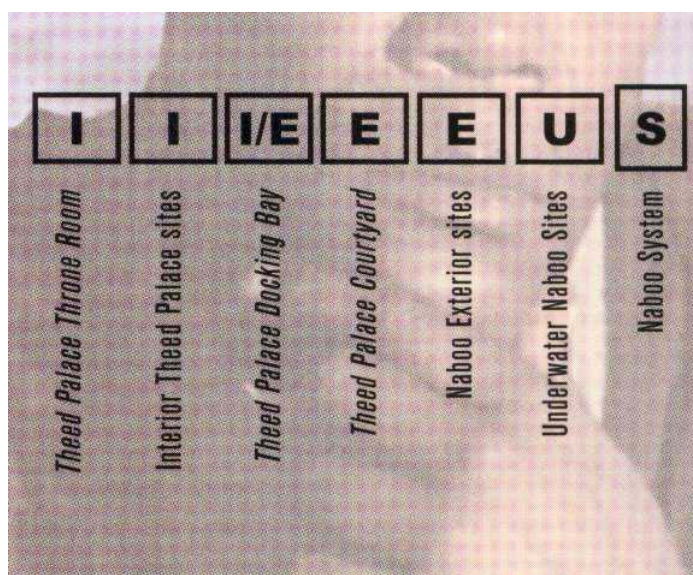 I I I/E E E U S
Theed Palace Throne Room
Interior Theed Palace sites
Theed Palace Docking Bay
Theed Palace Courtyard
Naboo Exterior sites
Underwater Naboo Sites
Naboo System